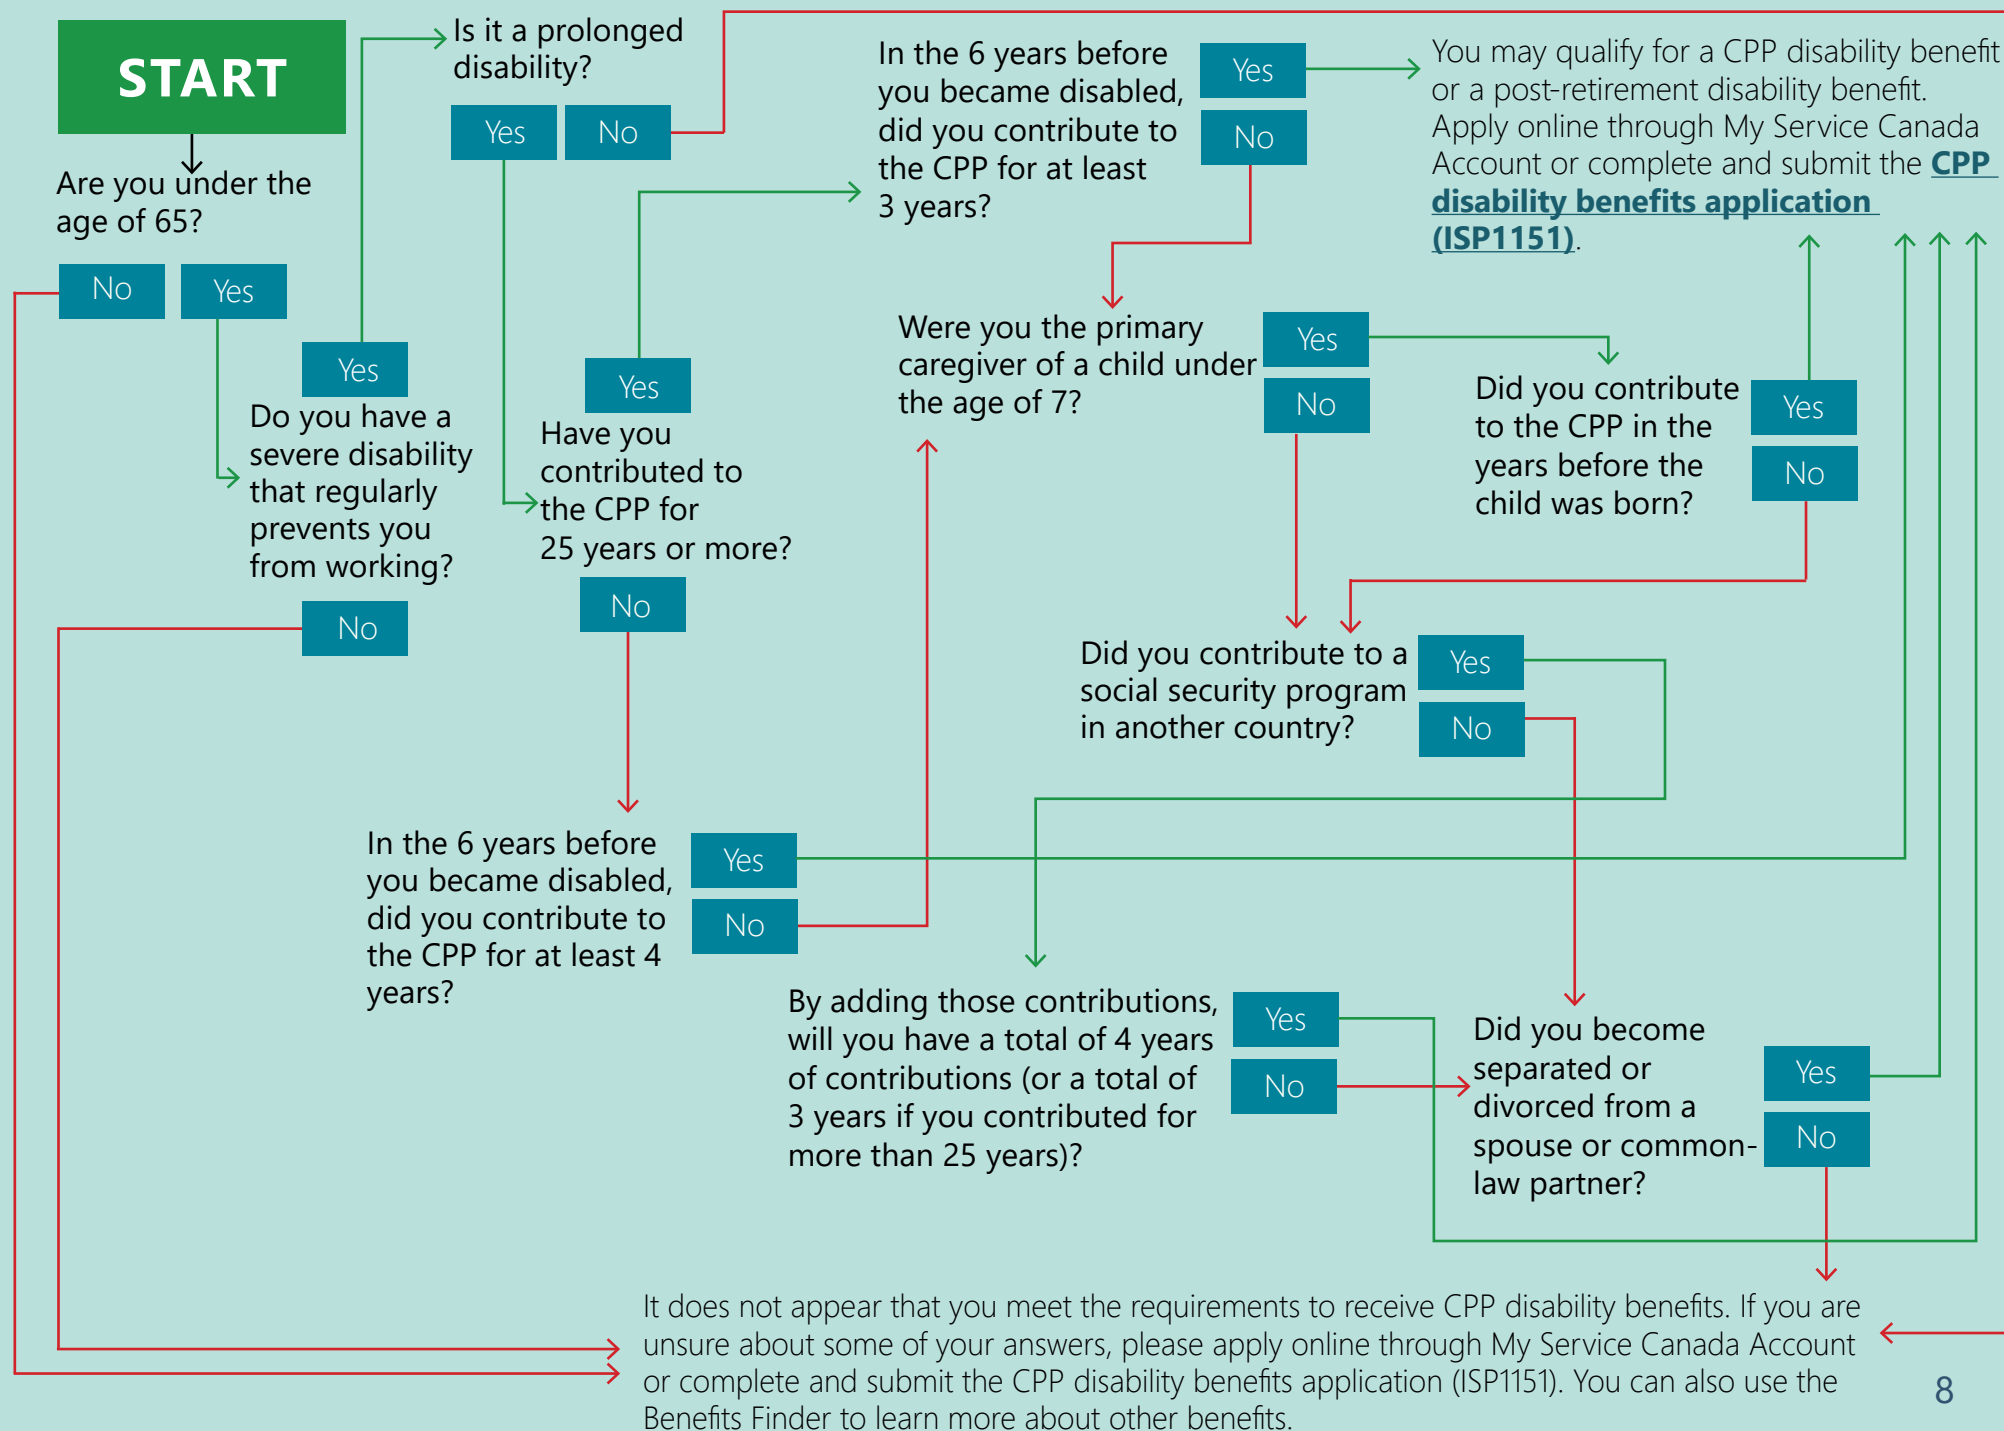 START
Are you under the
age of 65?
No
Yes
Yes
Do you have a
severe disability
that regularly
prevents you
from working?
No
Is it a prolonged
disability?
Yes
No
Yes
Have you
contributed to
the CPP for
25 years or more?
No
In the 6 years before
you became disabled,
did you contribute to
the CPP for at least 4
years?
Yes
No
In the 6 years before
you became disabled,
did you contribute to
the CPP for at least
3 years?
Yes
No
Were you the primary
caregiver of a child under
the age of 7?
Yes
No
Did you contribute
to the CPP in the
years before the
child was born?
Yes
No
Did you contribute to a
social security program
in another country?
Yes
No
By adding those contributions,
will you have a total of 4 years
of contributions (or a total of
3 years if you contributed for
more than 25 years)?
Yes
No
Did you become
separated or
divorced from a
spouse or common-
law partner?
Yes
No
You may qualify for a CPP disability benefit
or a post-retirement disability benefit.
Apply online through My Service Canada
Account or complete and submit the CPP
disability benefits application
(ISP1151).
It does not appear that you meet the requirements to receive CPP disability benefits. If you are
unsure about some of your answers, please apply online through My Service Canada Account
or complete and submit the CPP disability benefits application (ISP1151). You can also use the
Benefits Finder to learn more about other benefits.
8